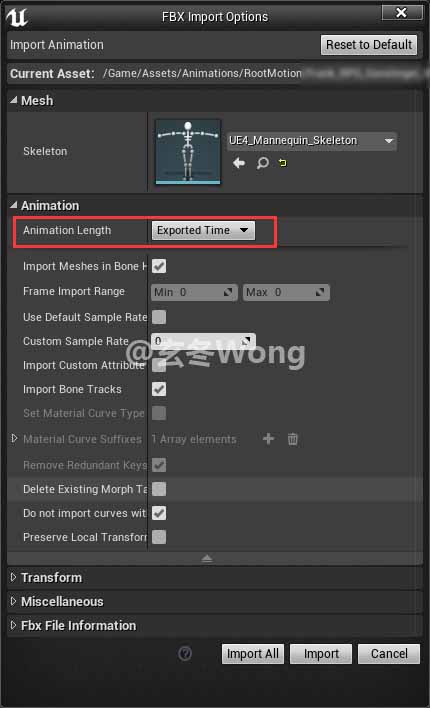 FBX Import Options
Import Animation
Reset to Default
Current Asset: /Game/Assets/Animations/RootMotion
Mesh
Skeleton
UE4_Mannequin_Skeleton
Animation
Animation Length
Exported Time
Import Meshes in Bone H
Frame Import Range
Min 0
Max 0
Use Default Sample Rate
Custom Sample Rate
0
@玄冬Wong
Import Custom Attribute
Import Bone Tracks
Set Material Curve Type
Material Curve Suffixes
1 Array elements
Remove Redundant Keys
Delete Existing Morph Ta
Do not import curves wit
Preserve Local Transform
Transform
Miscellaneous
Fbx File Information
Import All
Import
Cancel